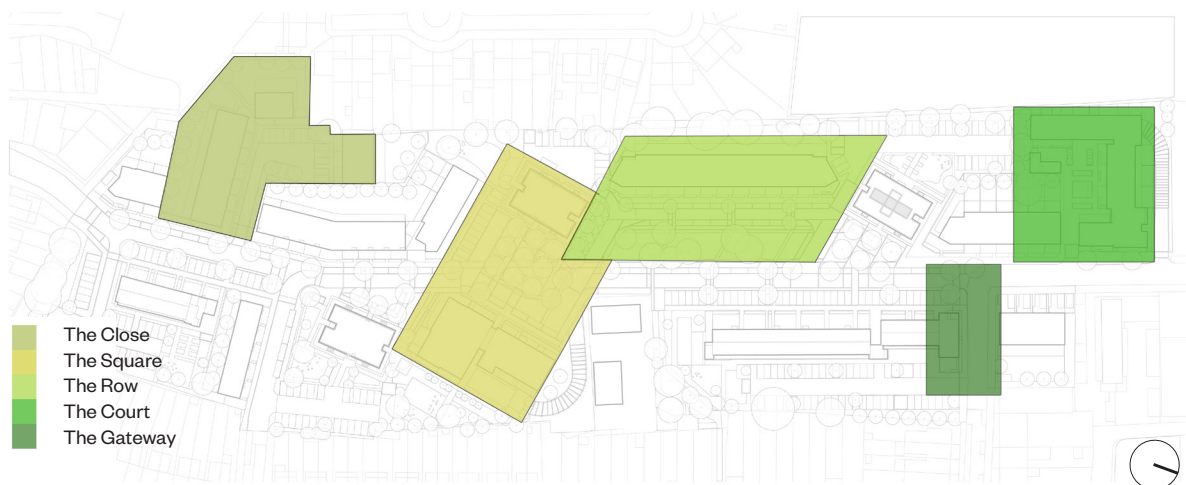 The Close
The Square
The Row
The Court
The Gateway